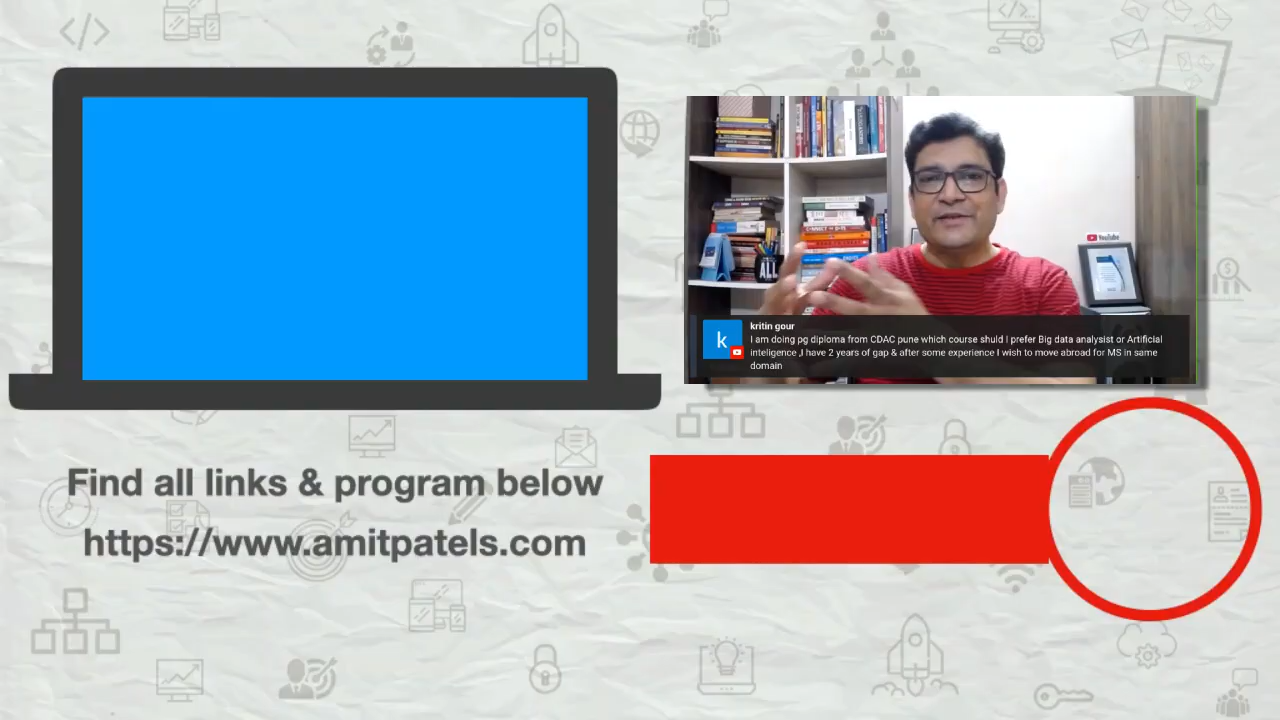 YouTube
ALL
k
kritin gour
I am doing pg diploma from CDAC pune which course shuld I prefer Big data analysist or Artificial
inteligence ,I have 2 years of gap & after some experience I wish to move abroad for MS in same
domain
Find all links & program below
https://www.amitpatels.com